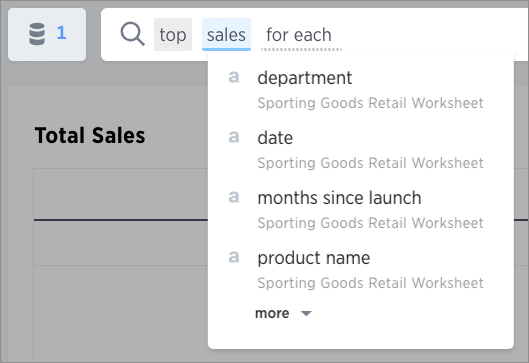 1 top sales for each
a department
Sporting Goods Retail Worksheet
a date
Sporting Goods Retail Worksheet
a months since launch
Sporting Goods Retail Worksheet
a product name
Sporting Goods Retail Worksheet
more
Total Sales